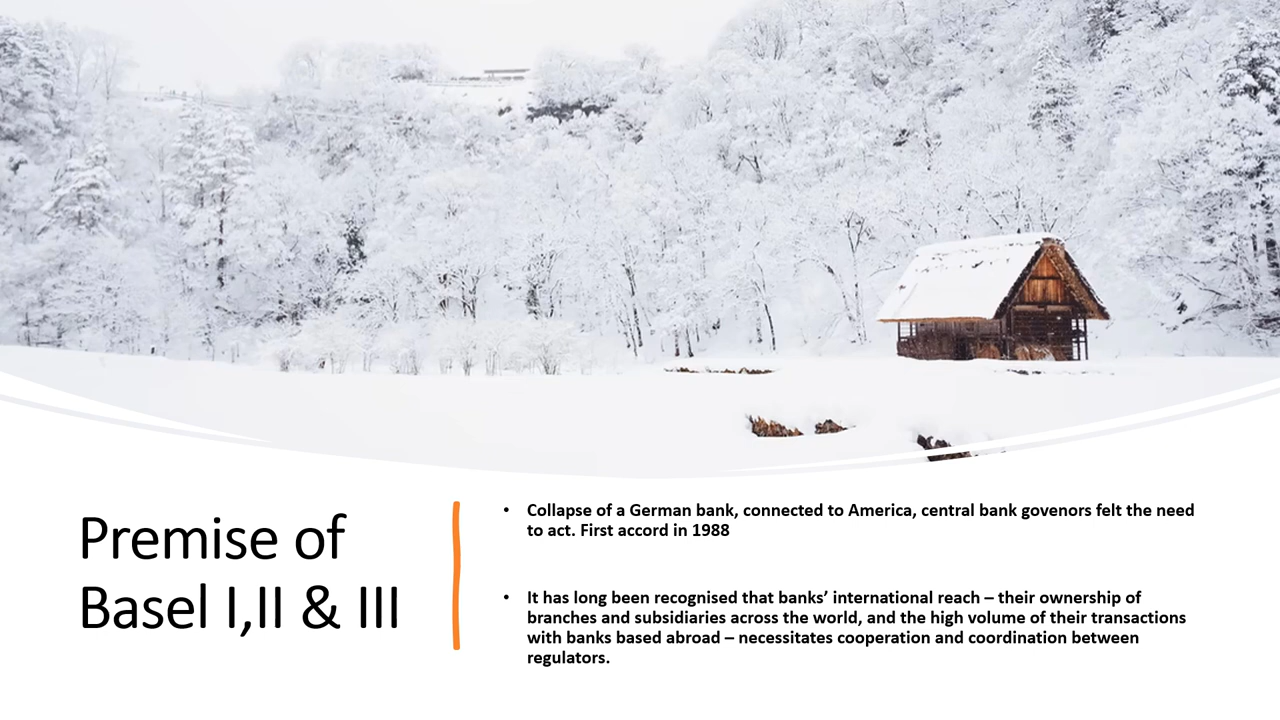 Premise of
Basel I,II & III
• Collapse of a German bank, connected to America, central bank govenors felt the need
to act. First accord in 1988
• It has long been recognised that banks’ international reach – their ownership of
branches and subsidiaries across the world, and the high volume of their transactions
with banks based abroad – necessitates cooperation and coordination between
regulators.